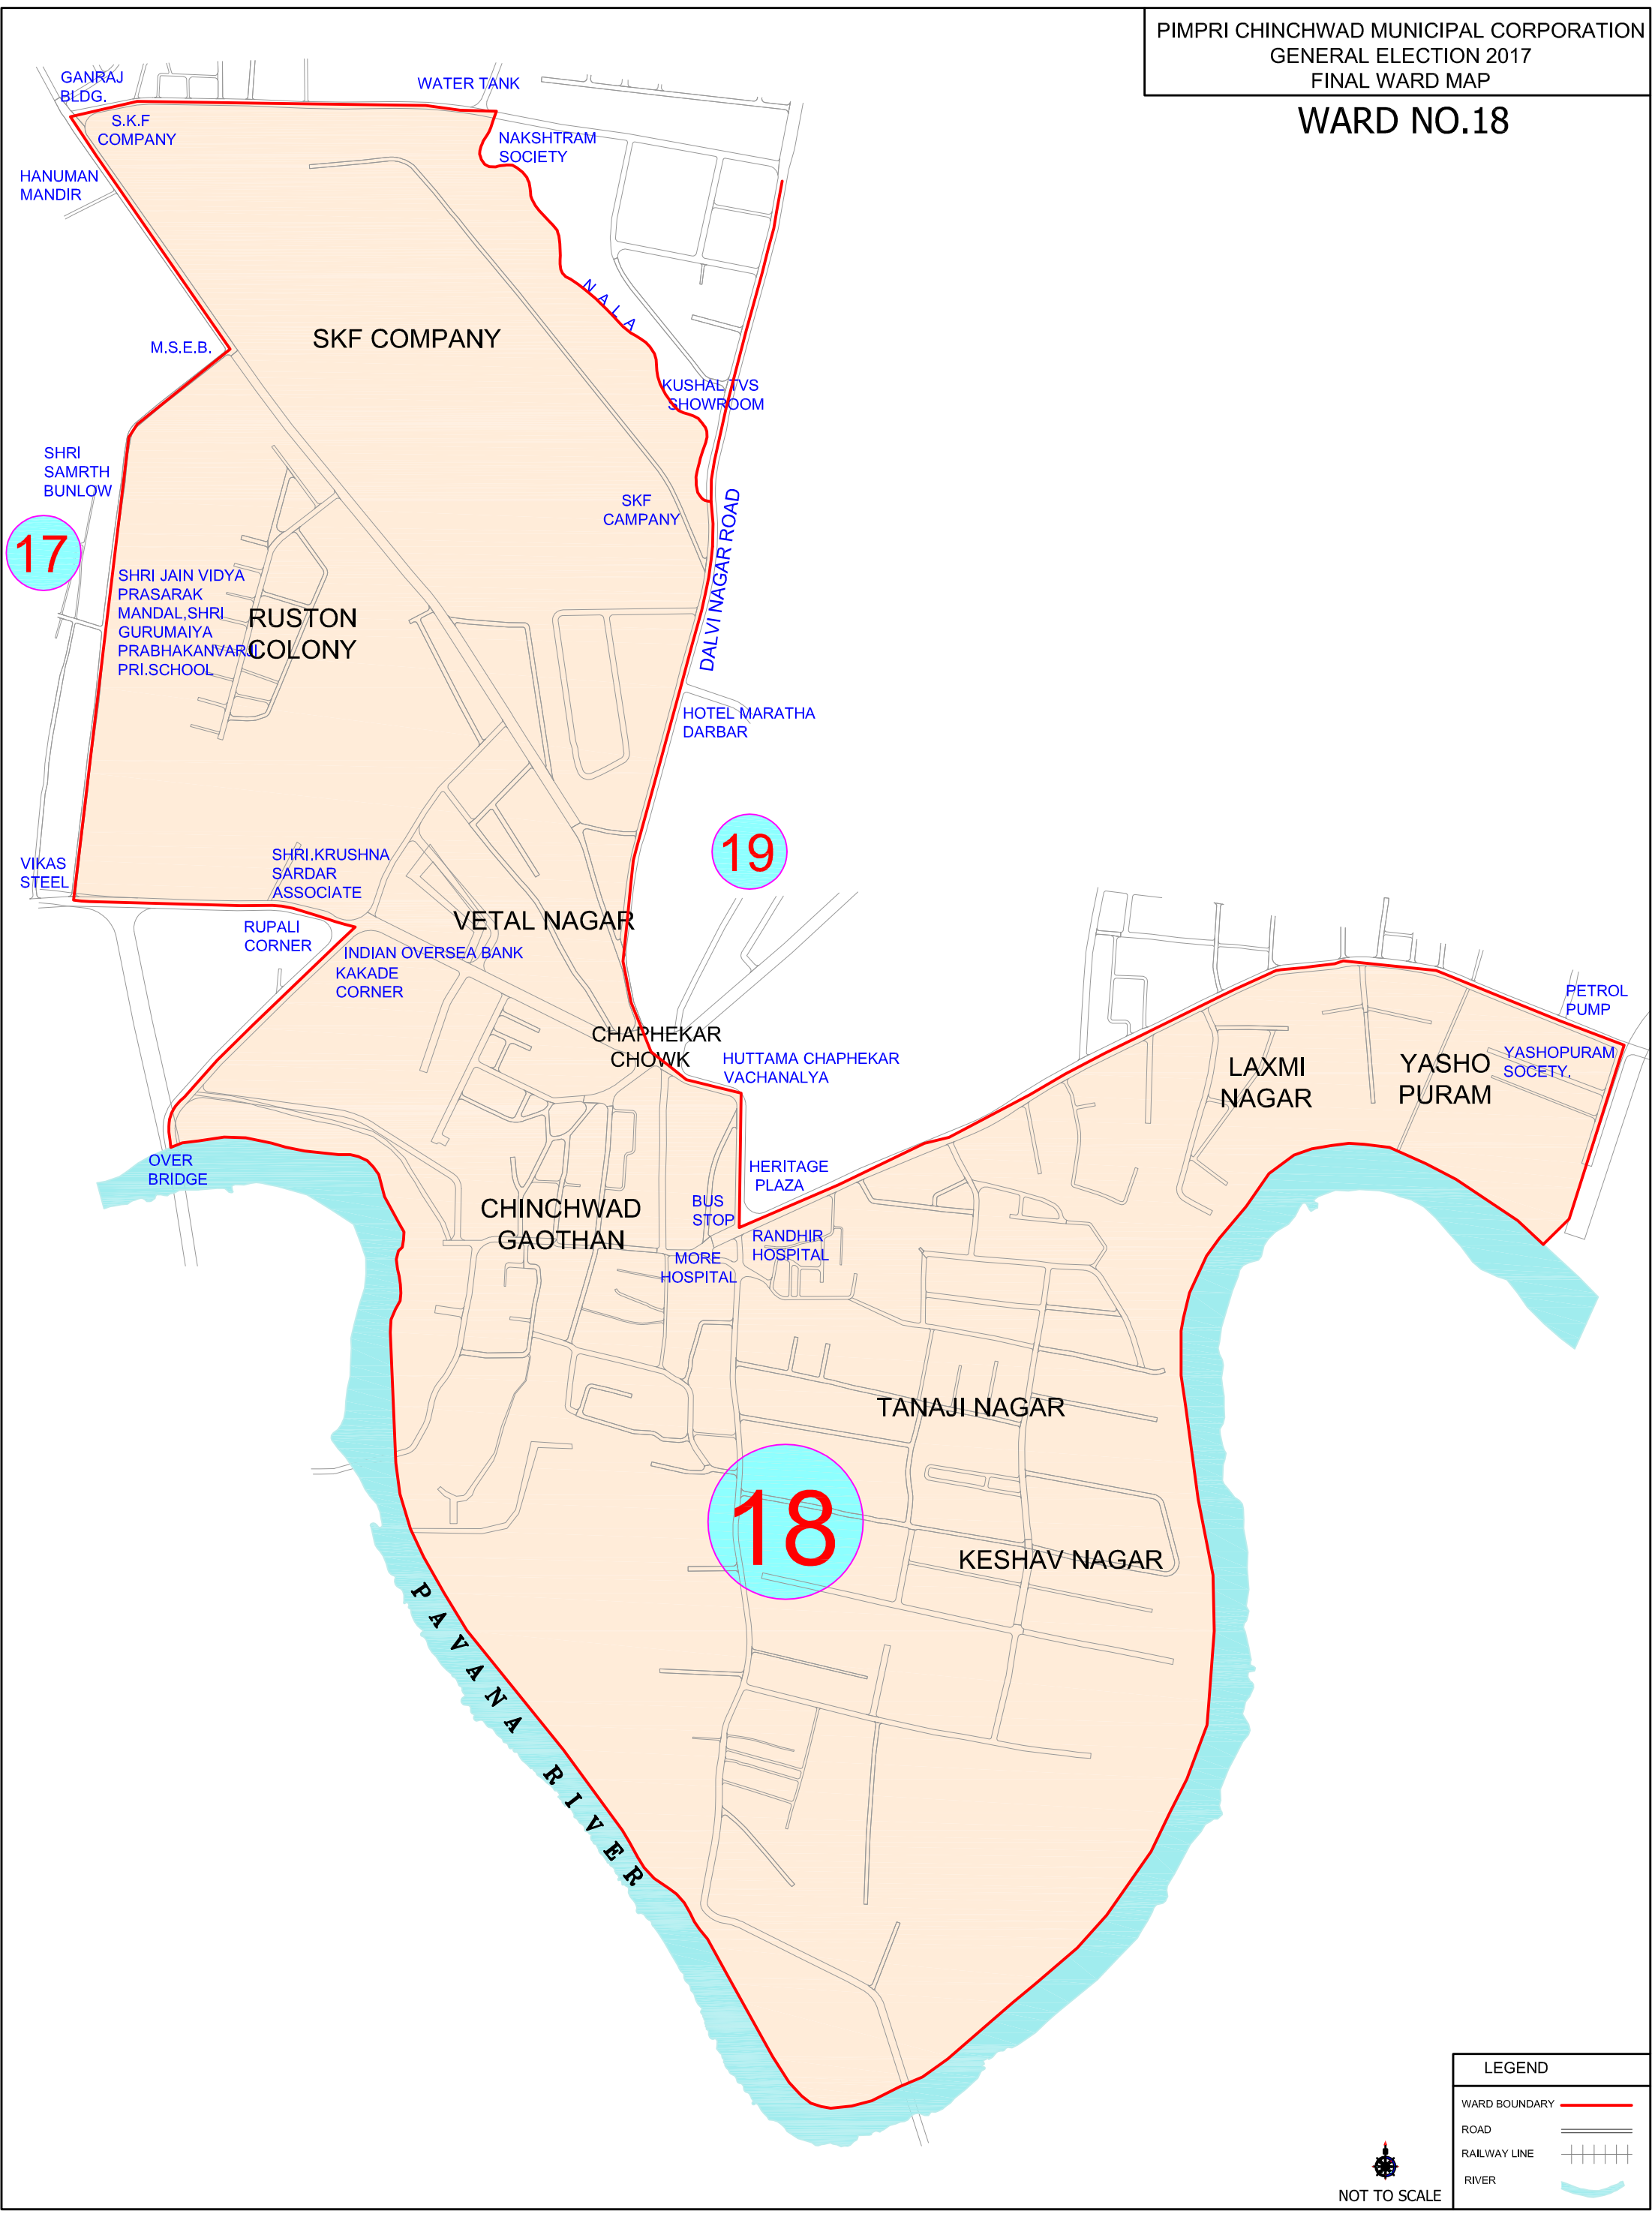 PIMPRI CHINCHWAD MUNICIPAL CORPORATION
GENERAL ELECTION 2017
FINAL WARD MAP
WARD NO.18
GANRAJ
BLDG.
WATER TANK
S.K.F
COMPANY
NAKSHTRAM
SOCIETY
HANUMAN
MANDIR
NALA
SKF COMPANY
M.S.E.B.
KUSHAL TVS
SHOWROOM
SHRI
SAMRTH
BUNLOW
SKF
CAMPANY
DALVI NAGAR ROAD
17
SHRI JAIN VIDYA
PRASARAK
MANDAL,SHRI
GURUMAIYA
PRABHAKANVARJI
PRI.SCHOOL
RUSTON
COLONY
HOTEL MARATHA
DARBAR
19
VIKAS
STEEL
SHRI.KRUSHNA
SARDAR
ASSOCIATE
VETAL NAGAR
RUPALI
CORNER
INDIAN OVERSEA BANK
KAKADE
CORNER
PETROL
PUMP
CHAPHEKAR
CHOWK
HUTTAMA CHAPHEKAR
VACHANALYA
LAXMI
NAGAR
YASHO
PURAM
YASHOPURAM
SOCETY.
OVER
BRIDGE
HERITAGE
PLAZA
CHINCHWAD
GAOTHAN
BUS
STOP
RANDHIR
HOSPITAL
MORE
HOSPITAL
TANAJI NAGAR
18
KESHAV NAGAR
PAVANA RIVER
LEGEND
WARD BOUNDARY
ROAD
RAILWAY LINE
RIVER
NOT TO SCALE